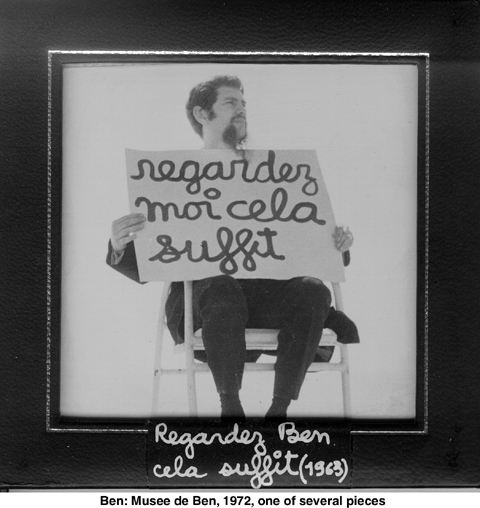 regardez
moi cela
suffit
Regardez Ben
cela suffit (1963)
Ben: Musee de Ben, 1972, one of several pieces